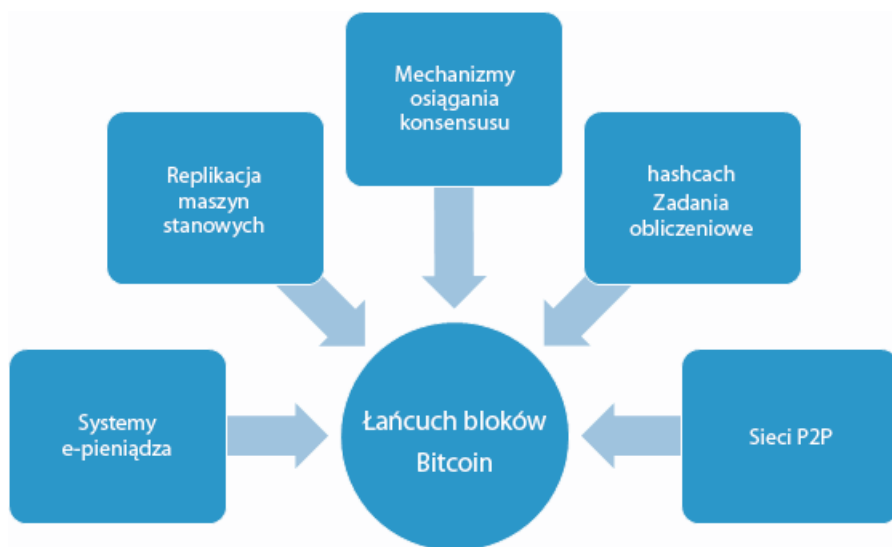 Mechanizmy
osiągania
konsensusu
Replikacja
maszyn
stanowych
hashcach
Zadania
obliczeniowe
Systemy
e-pieniądza
Łańcuch bloków
Bitcoin
Sieci P2P